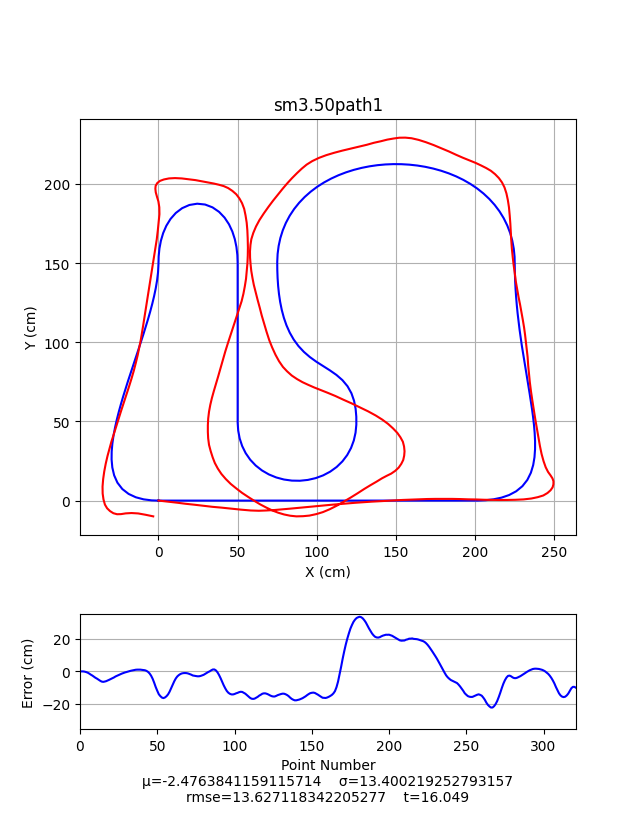 sm3.50path1
200
150
100
50
0
Y (cm)
0 50 100 150 200 250
X (cm)
20
0
−20
Error (cm)
0 50 100 150 200 250 300
Point Number
μ=-2.4763841159115714 σ=13.400219252793157
rmse=13.627118342205277 t=16.049